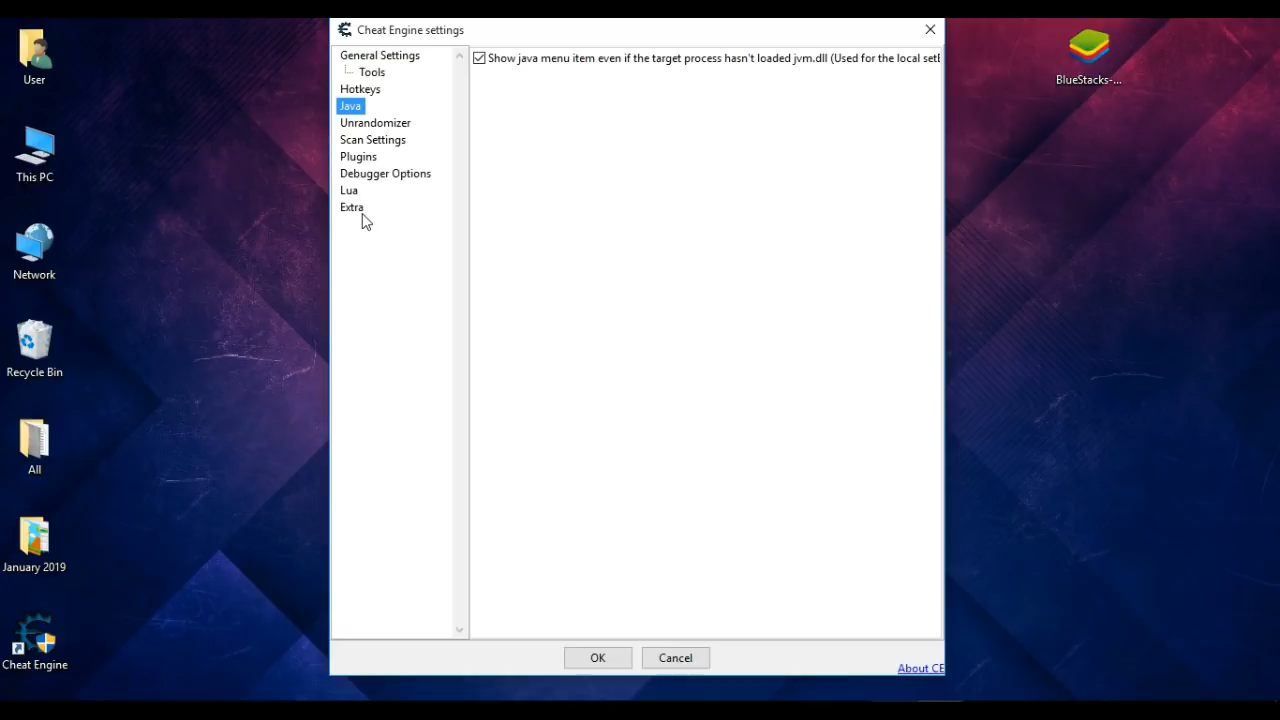 Cheat Engine settings
General Settings
Tools
Hotkeys
Java
Unrandomizer
Scan Settings
Plugins
Debugger Options
Lua
Extra
Show java menu item even if the target process hasn't loaded jvm.dll (Used for the local
OK
Cancel
About CE
User
This PC
Network
Recycle Bin
All
January 2019
Cheat Engine
BlueStacks-...